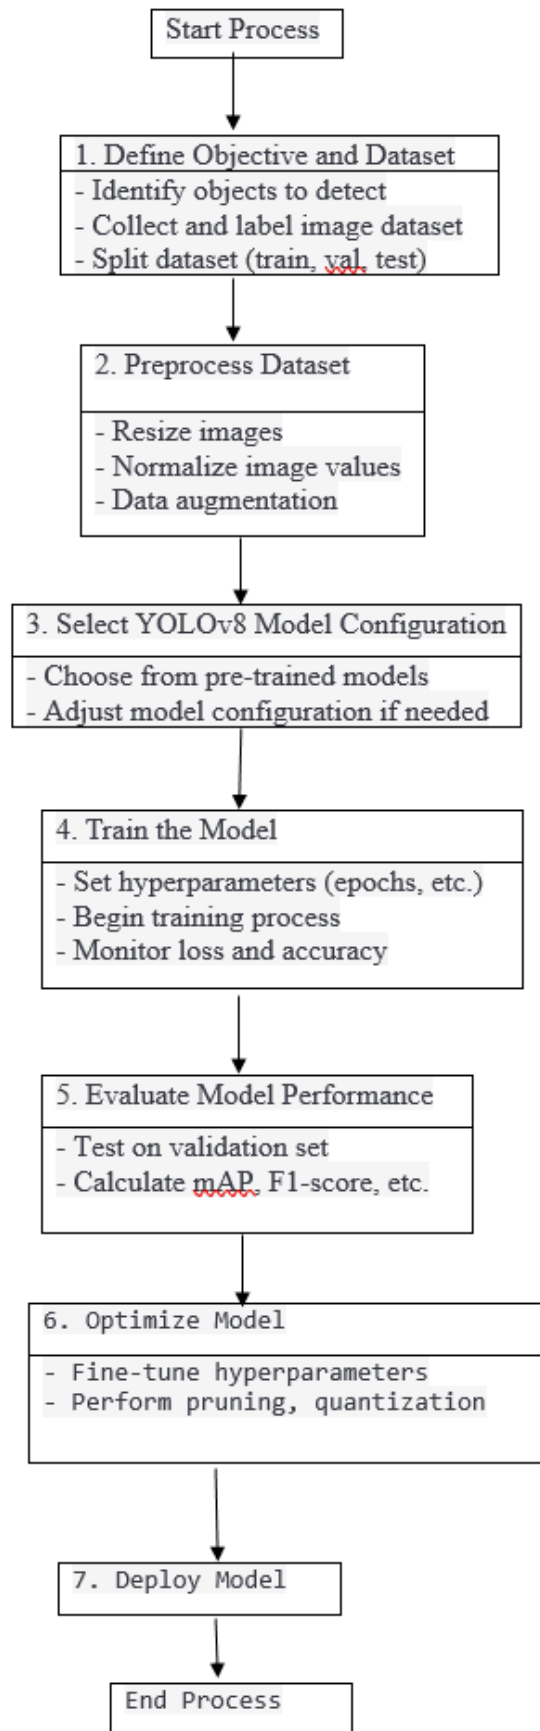 Start Process
1. Define Objective and Dataset
- Identify objects to detect
- Collect and label image dataset
- Split dataset (train, val, test)
2. Preprocess Dataset
- Resize images
- Normalize image values
- Data augmentation
3. Select YOLOv8 Model Configuration
- Choose from pre-trained models
- Adjust model configuration if needed
4. Train the Model
- Set hyperparameters (epochs, etc.)
- Begin training process
- Monitor loss and accuracy
5. Evaluate Model Performance
- Test on validation set
- Calculate mAP, F1-score, etc.
6. Optimize Model
- Fine-tune hyperparameters
- Perform pruning, quantization
7. Deploy Model
End Process